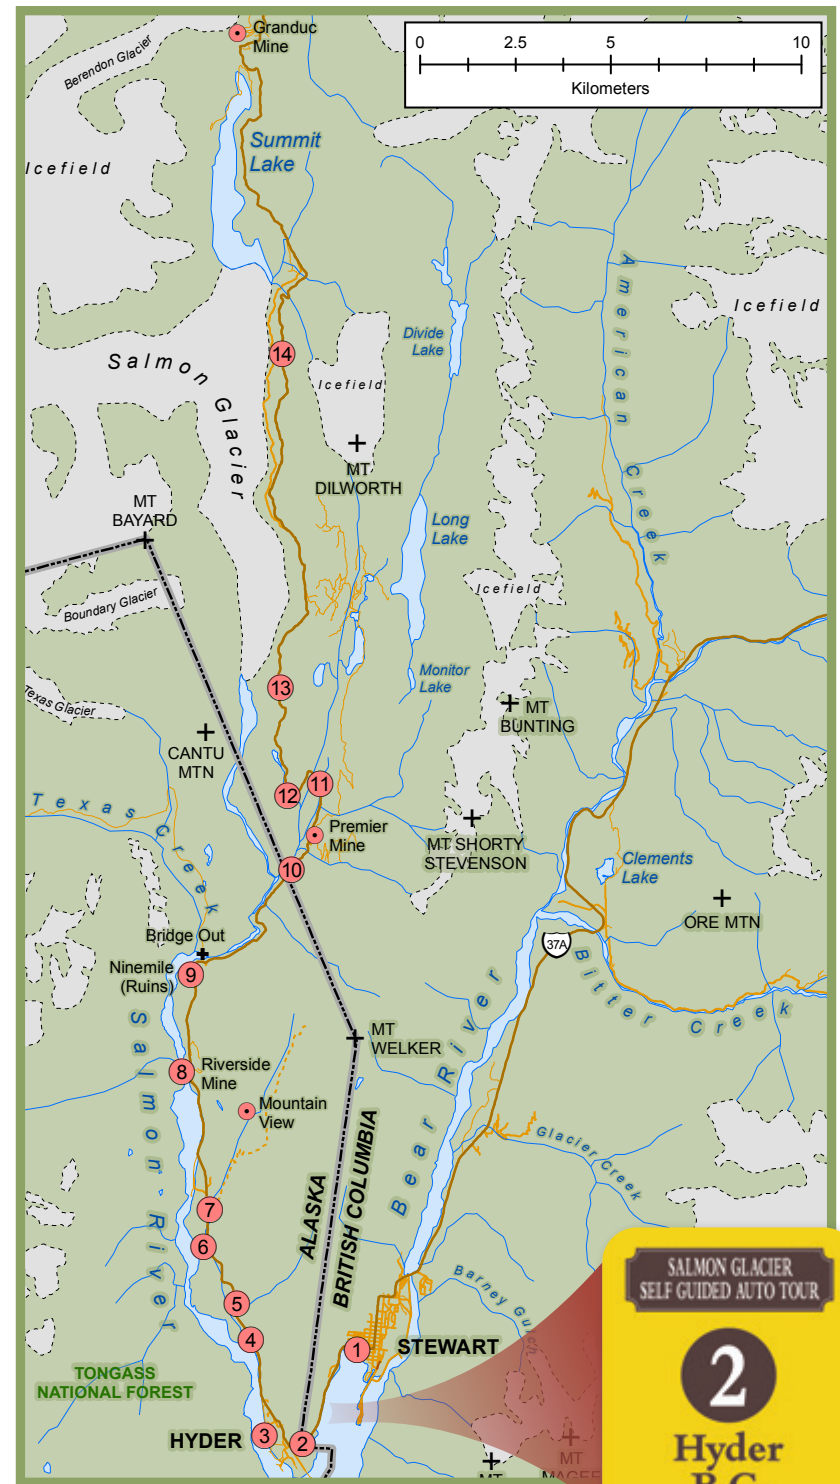 Granduc
Mine
0 2.5 5 10
Kilometers
Berendon Glacier
Summit
Lake
Icefield
American Creek
Icefield
Divide
Lake
14
Salmon Glacier
Icefield
MT
DILWORTH
MT
BAYARD
Long
Lake
Icefield
Boundary Glacier
Monitor
Lake
13
Texas Glacier
MT
BUNTING
CANTU
MTN
11
12
Texas Creek
Premier
Mine
MT SHORTY
STEVENSON
10
Clements
Lake
ORE MTN
Bridge Out
37A
Ninemile
(Ruins)
9
Bitter Creek
Salmon River
MT
WELKER
Bear River
8
Riverside
Mine
Mountain
View
ALASKA
BRITISH COLUMBIA
Glacier Creek
7
6
Barney Gulch
5
4
1
STEWART
TONGASS
NATIONAL FOREST
HYDER
3
2
MT
MT
MAGEE
SALMON GLACIER
SELF GUIDED AUTO TOUR
2
Hyder
B.C.